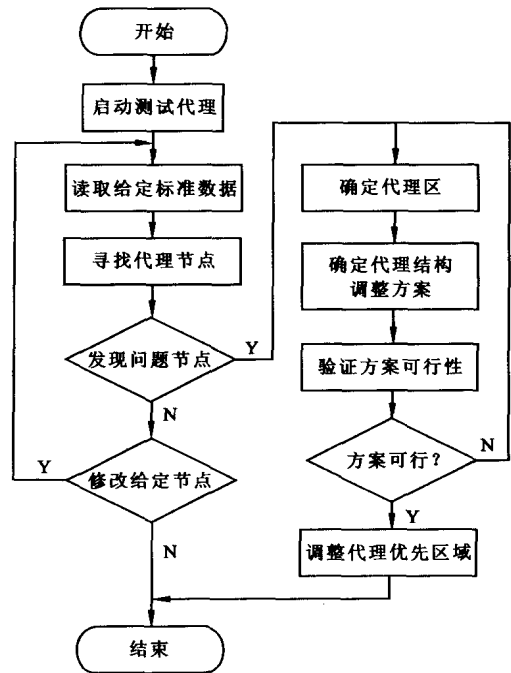 开始
启动测试代理
读取给定标准数据
寻找代理节点
发现问题节点
Y
N
修改给定节点
Y
N
结束
确定代理区
确定代理结构
调整方案
验证方案可行性
方案可行?
N
Y
调整代理优先区域